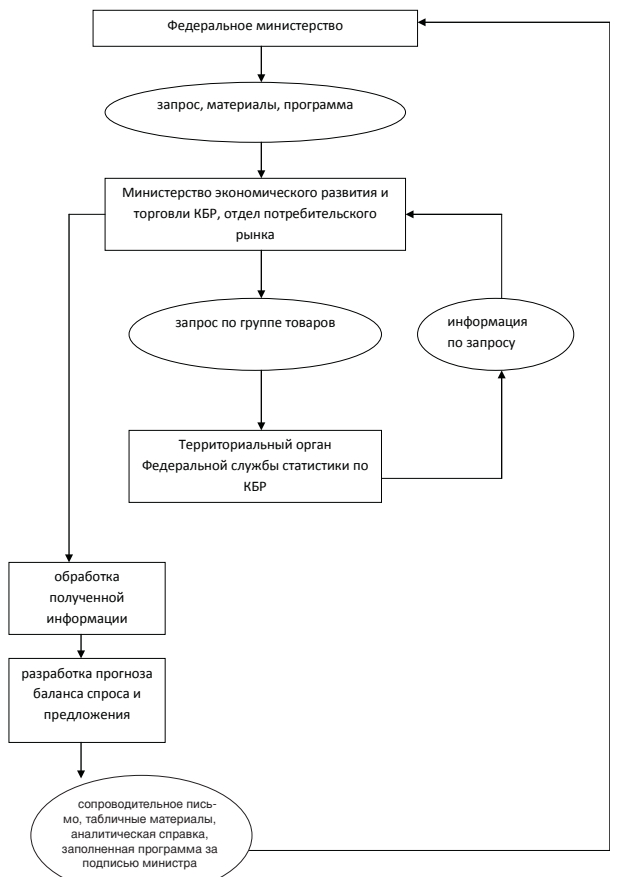 Федеральное министерство
запрос, материалы, программа
Министерство экономического развития и
торговли КБР, отдел потребительского
рынка
запрос по группе товаров
информация
по запросу
Территориальный орган
Федеральной службы статистики по
КБР
обработка
полученной
информации
разработка прогноза
баланса спроса и
предложения
сопроводительное пись-
мо, табличные материалы,
аналитическая справка,
заполненная программа за
подписью министра